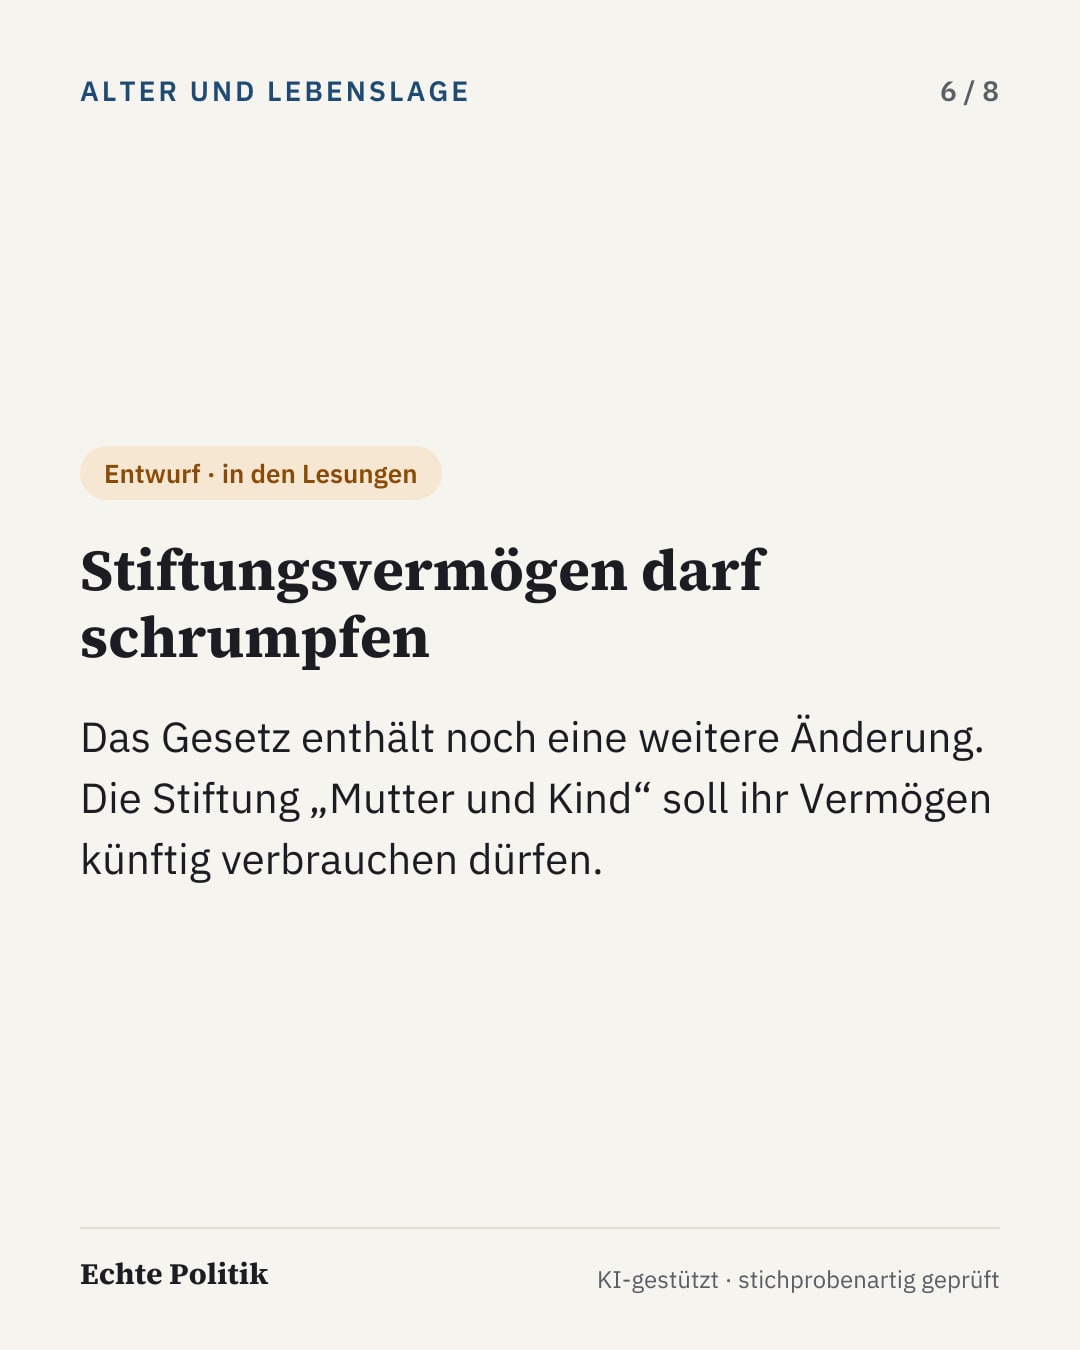 ALTER UND LEBENSLAGE
6 / 8
Entwurf · in den Lesungen
Stiftungsvermögen darf
schrumpfen
Das Gesetz enthält noch eine weitere Änderung.
Die Stiftung „Mutter und Kind“ soll ihr Vermögen
künftig verbrauchen dürfen.
Echte Politik
KI-gestützt · stichprobenartig geprüft